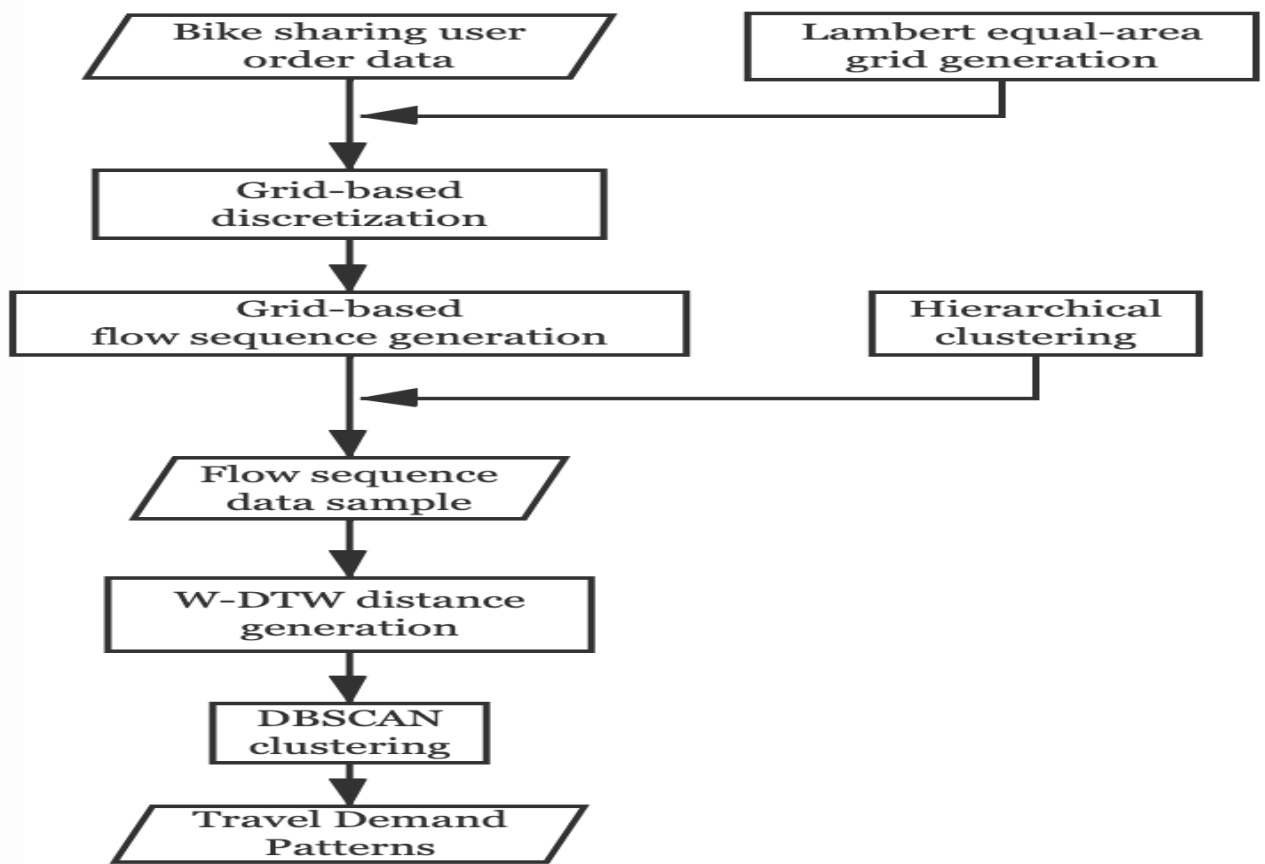 Bike sharing user
order data
Lambert equal-area
grid generation
Grid-based
discretization
Grid-based
flow sequence generation
Hierarchical
clustering
Flow sequence
data sample
W-DTW distance
generation
DBSCAN
clustering
Travel Demand
Patterns